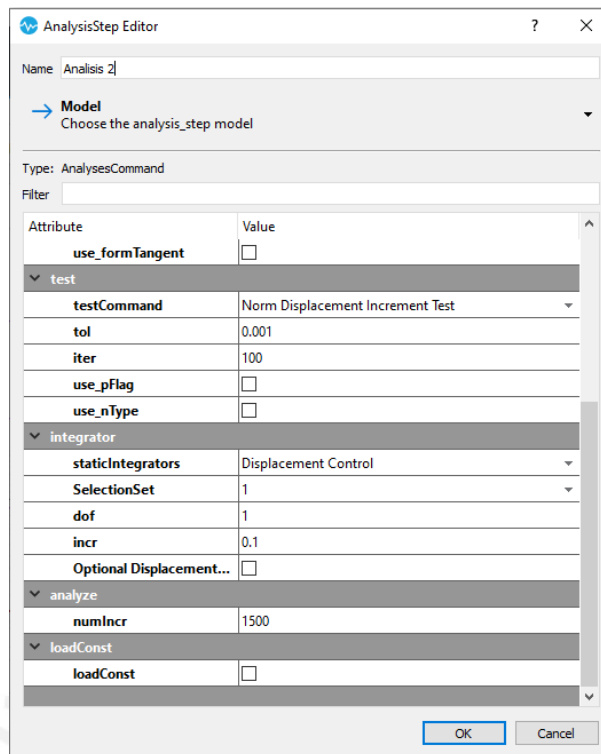 AnalysisStep Editor ? ×
Name Analisis 2
Model
Choose the analysis_step model
Type: AnalysesCommand
Filter
Attribute Value
use_formTangent
test
testCommand Norm Displacement Increment Test
tol 0.001
iter 100
use_pFlag
use_nType
integrator
staticIntegrators Displacement Control
SelectionSet 1
dof 1
incr 0.1
Optional Displacement...
analyze
numIncr 1500
loadConst
loadConst
OK Cancel